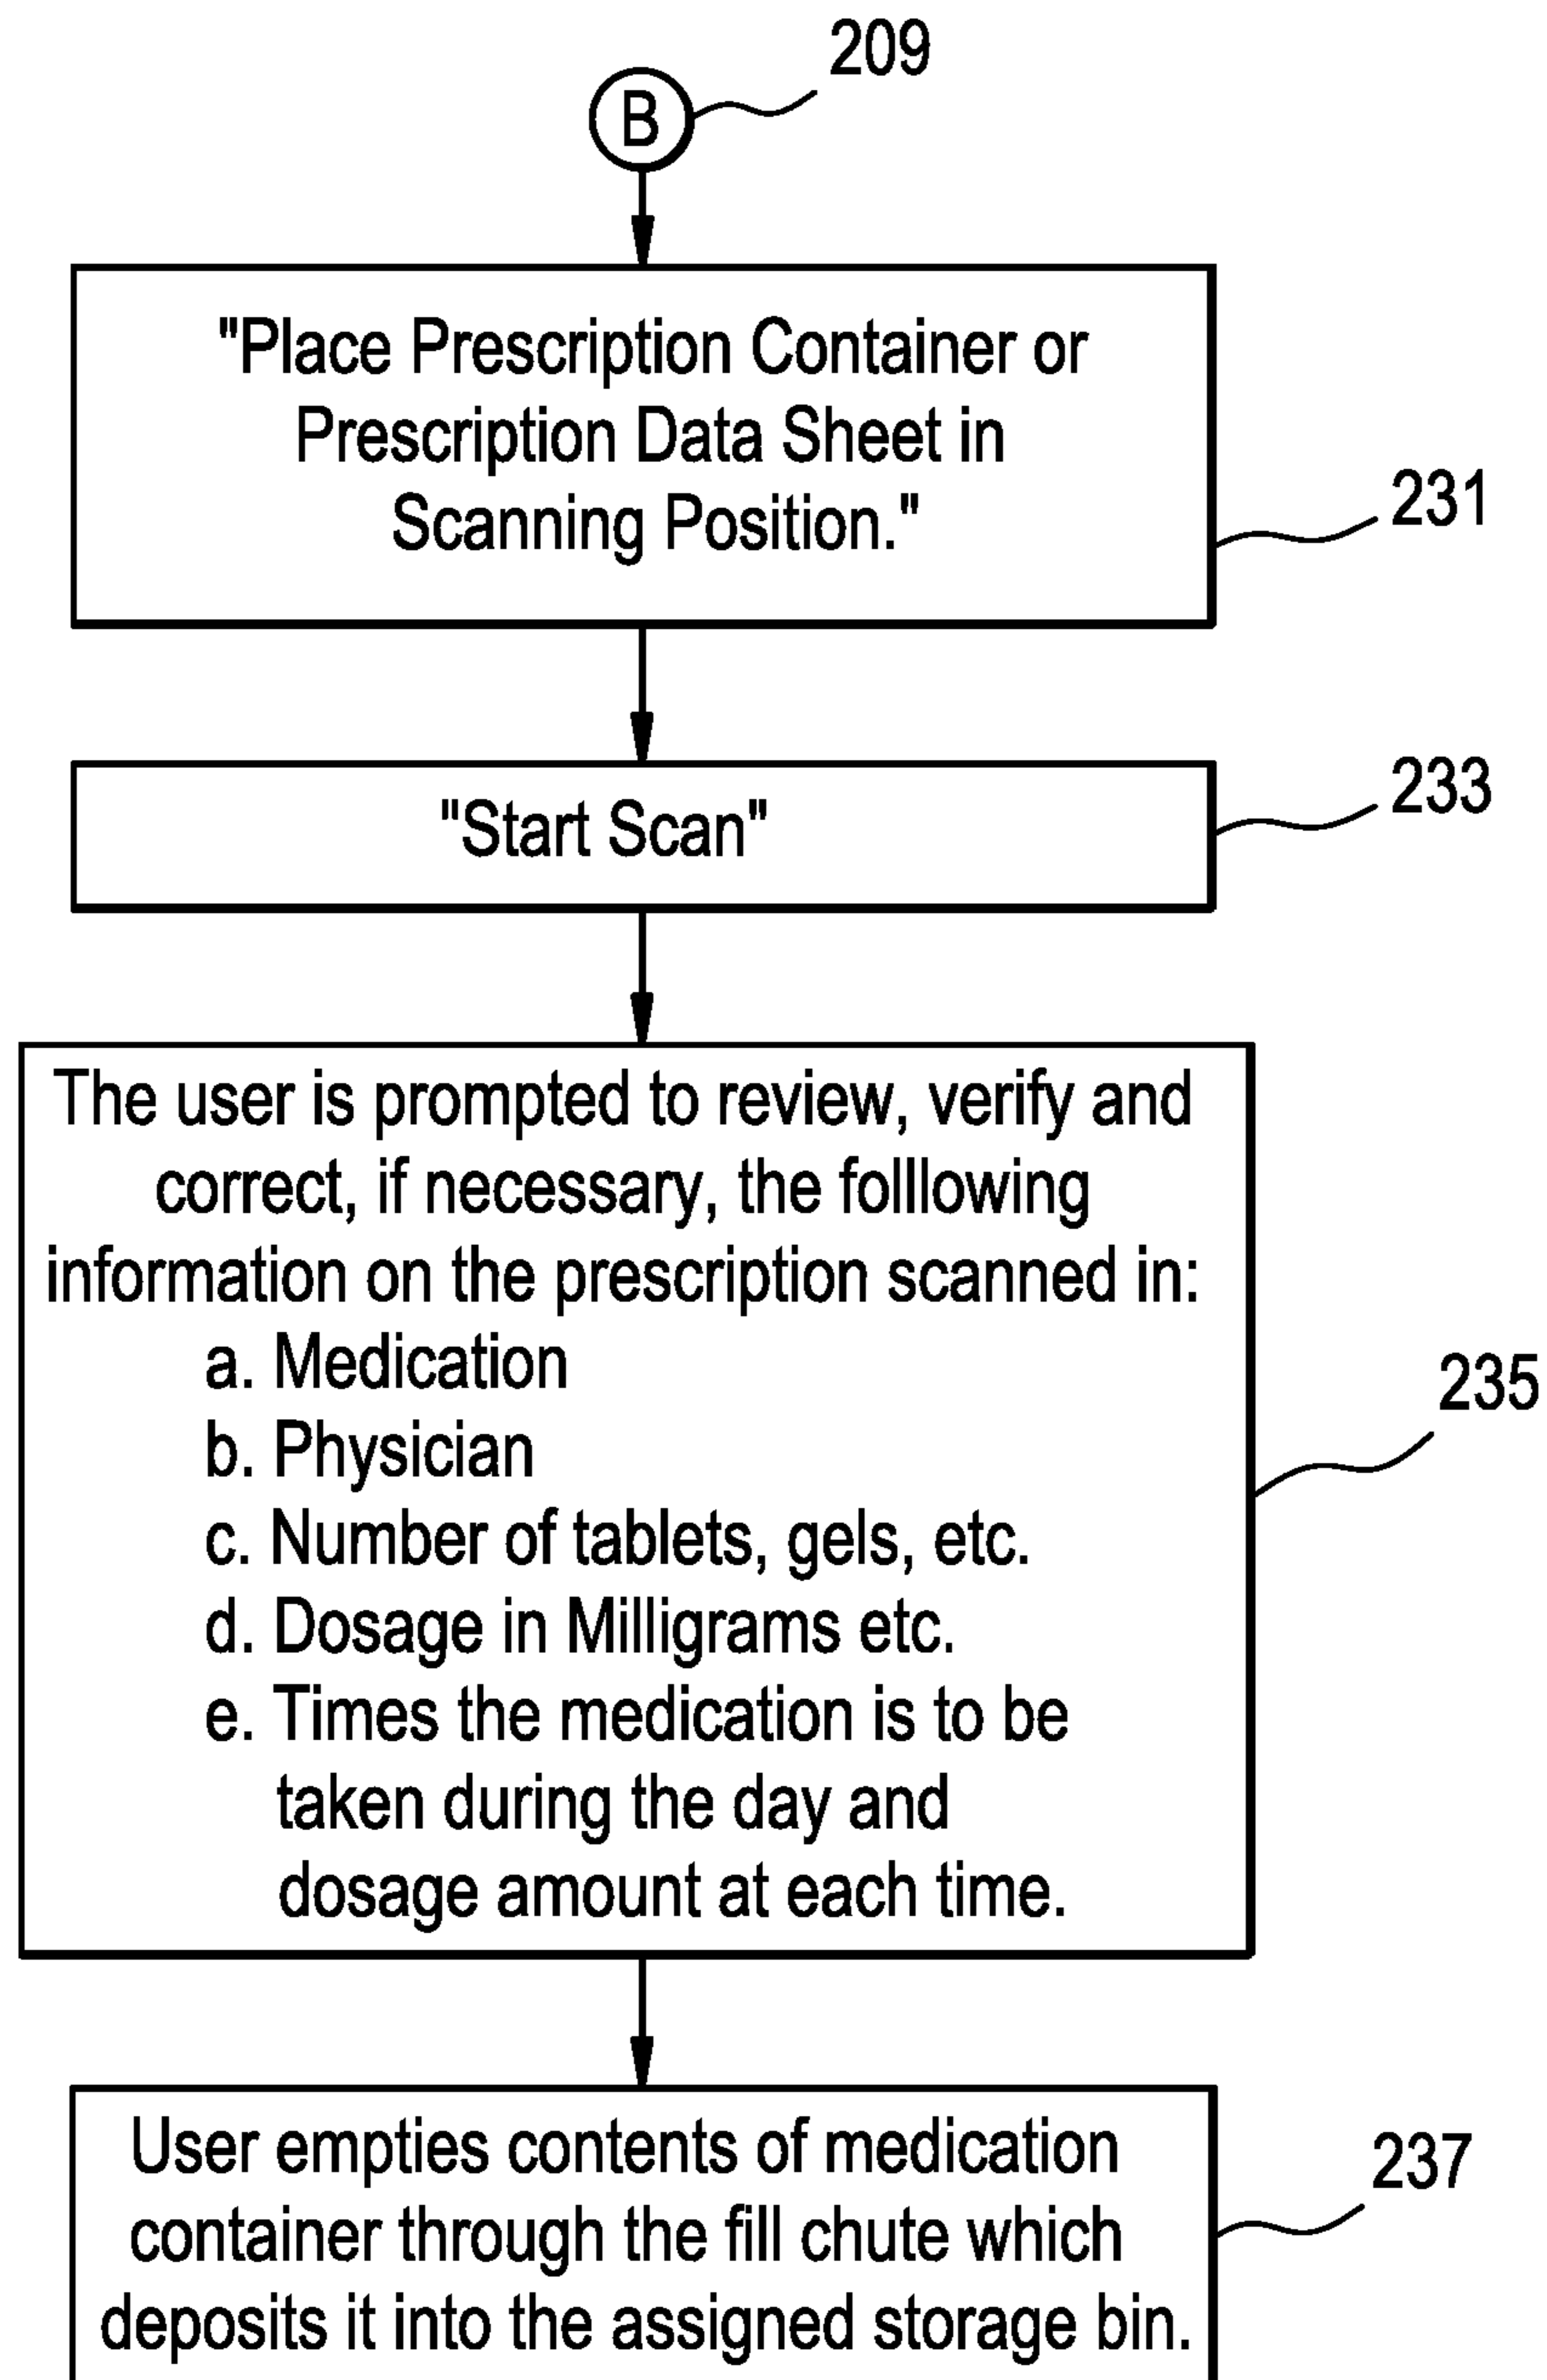 209
B
"Place Prescription Container or
Prescription Data Sheet in
Scanning Position."
231
"Start Scan"
233
The user is prompted to review, verify and
correct, if necessary, the folllowing
information on the prescription scanned in:
a. Medication
b. Physician
c. Number of tablets, gels, etc.
d. Dosage in Milligrams etc.
e. Times the medication is to be
taken during the day and
dosage amount at each time.
235
User empties contents of medication
container through the fill chute which
deposits it into the assigned storage bin.
237